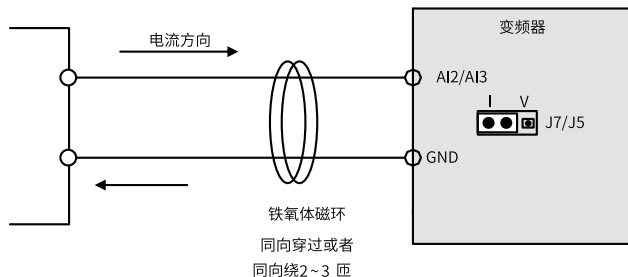 变频器
电流方向
AI2/AI3
I V
J7/J5
GND
铁氧体磁环
同向穿过或者
同向绕2~3 匝